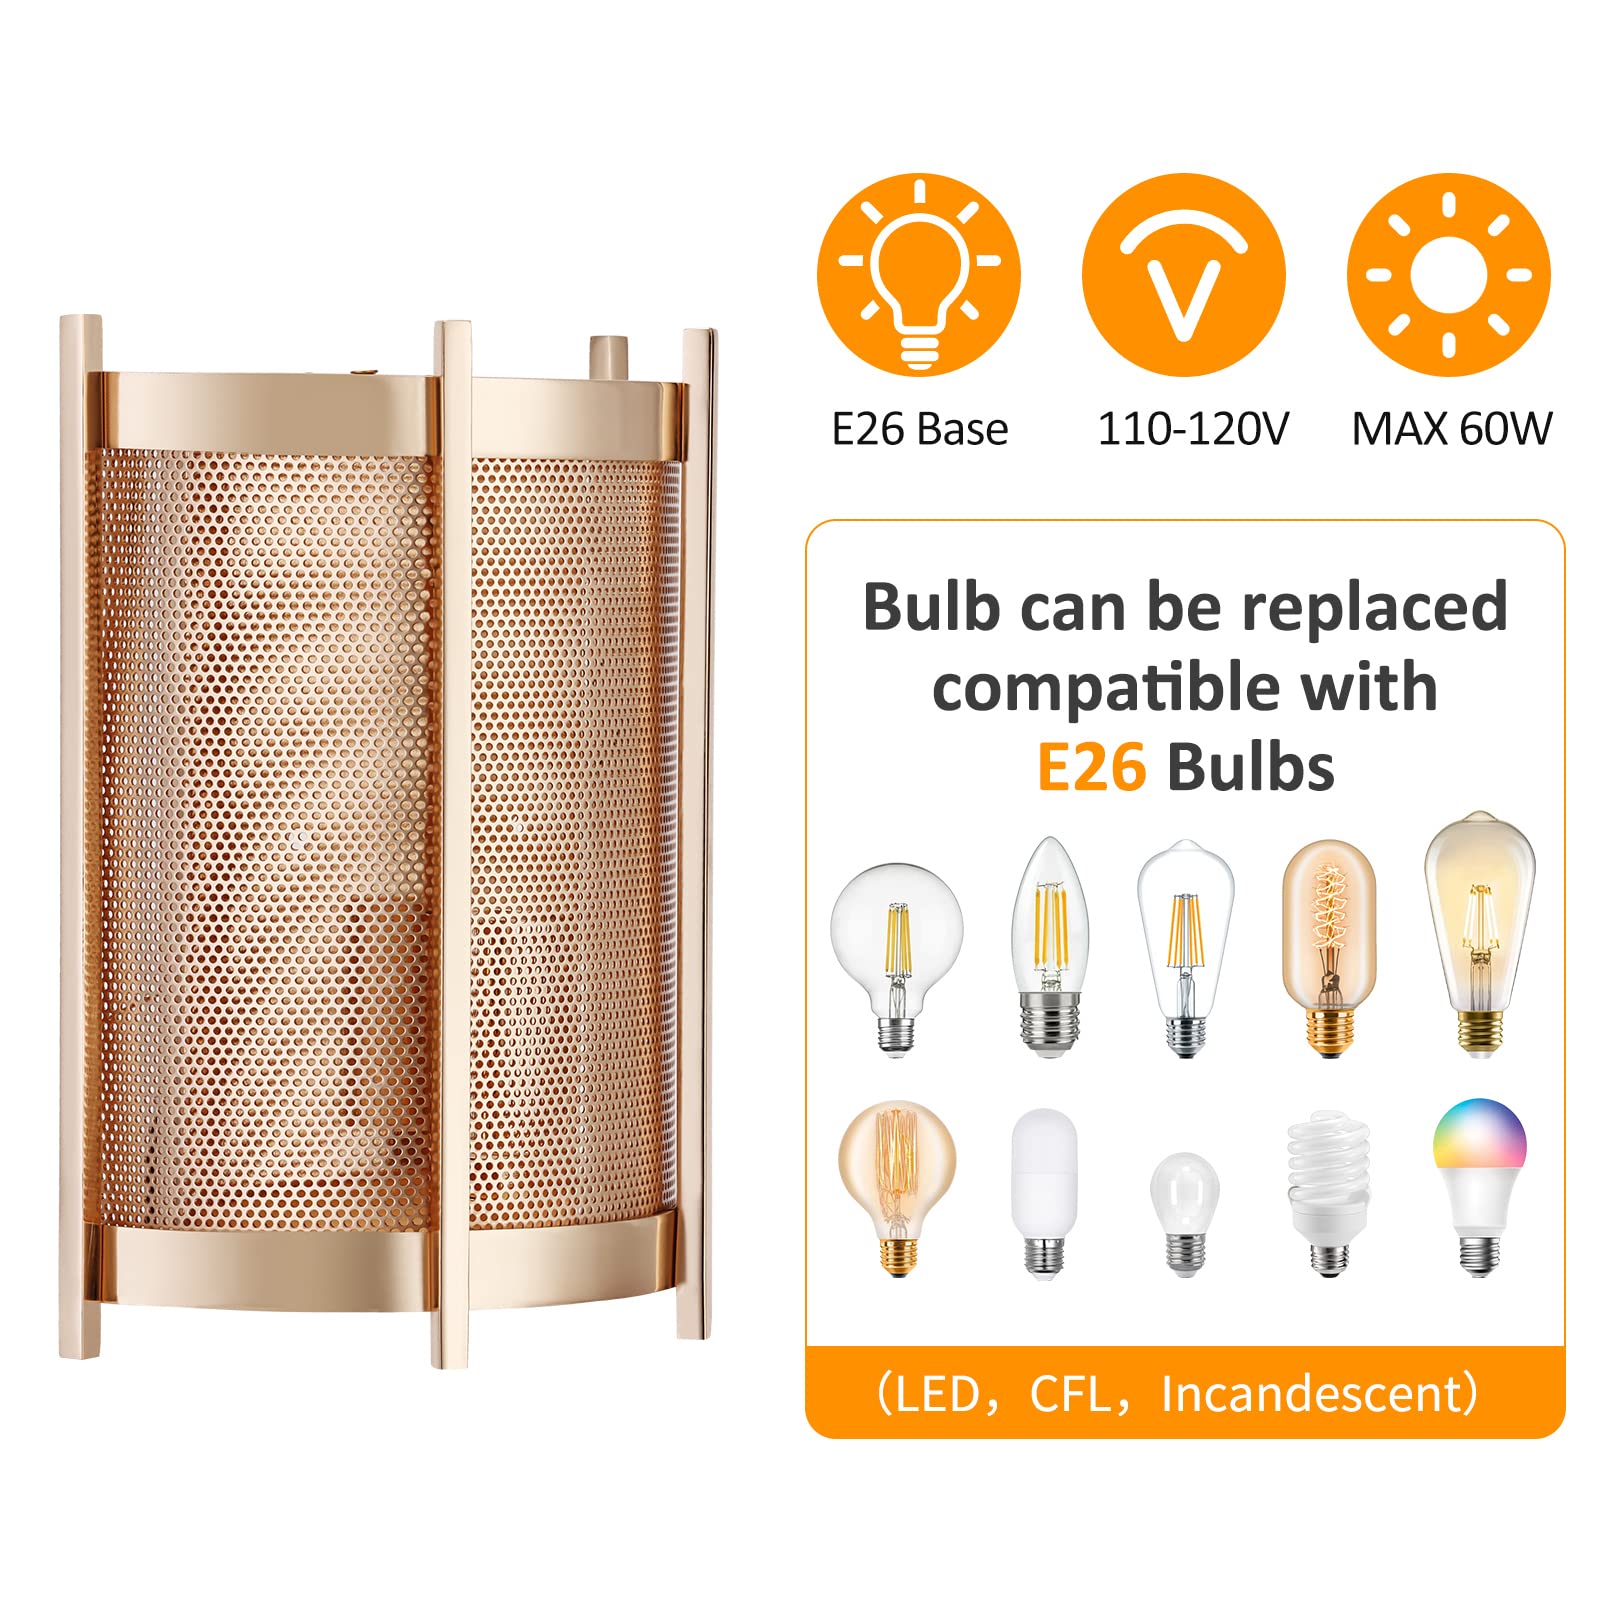 E26 Base
110-120V
MAX 60W
Bulb can be replaced
compatible with
E26 Bulbs
（LED，CFL，Incandescent）